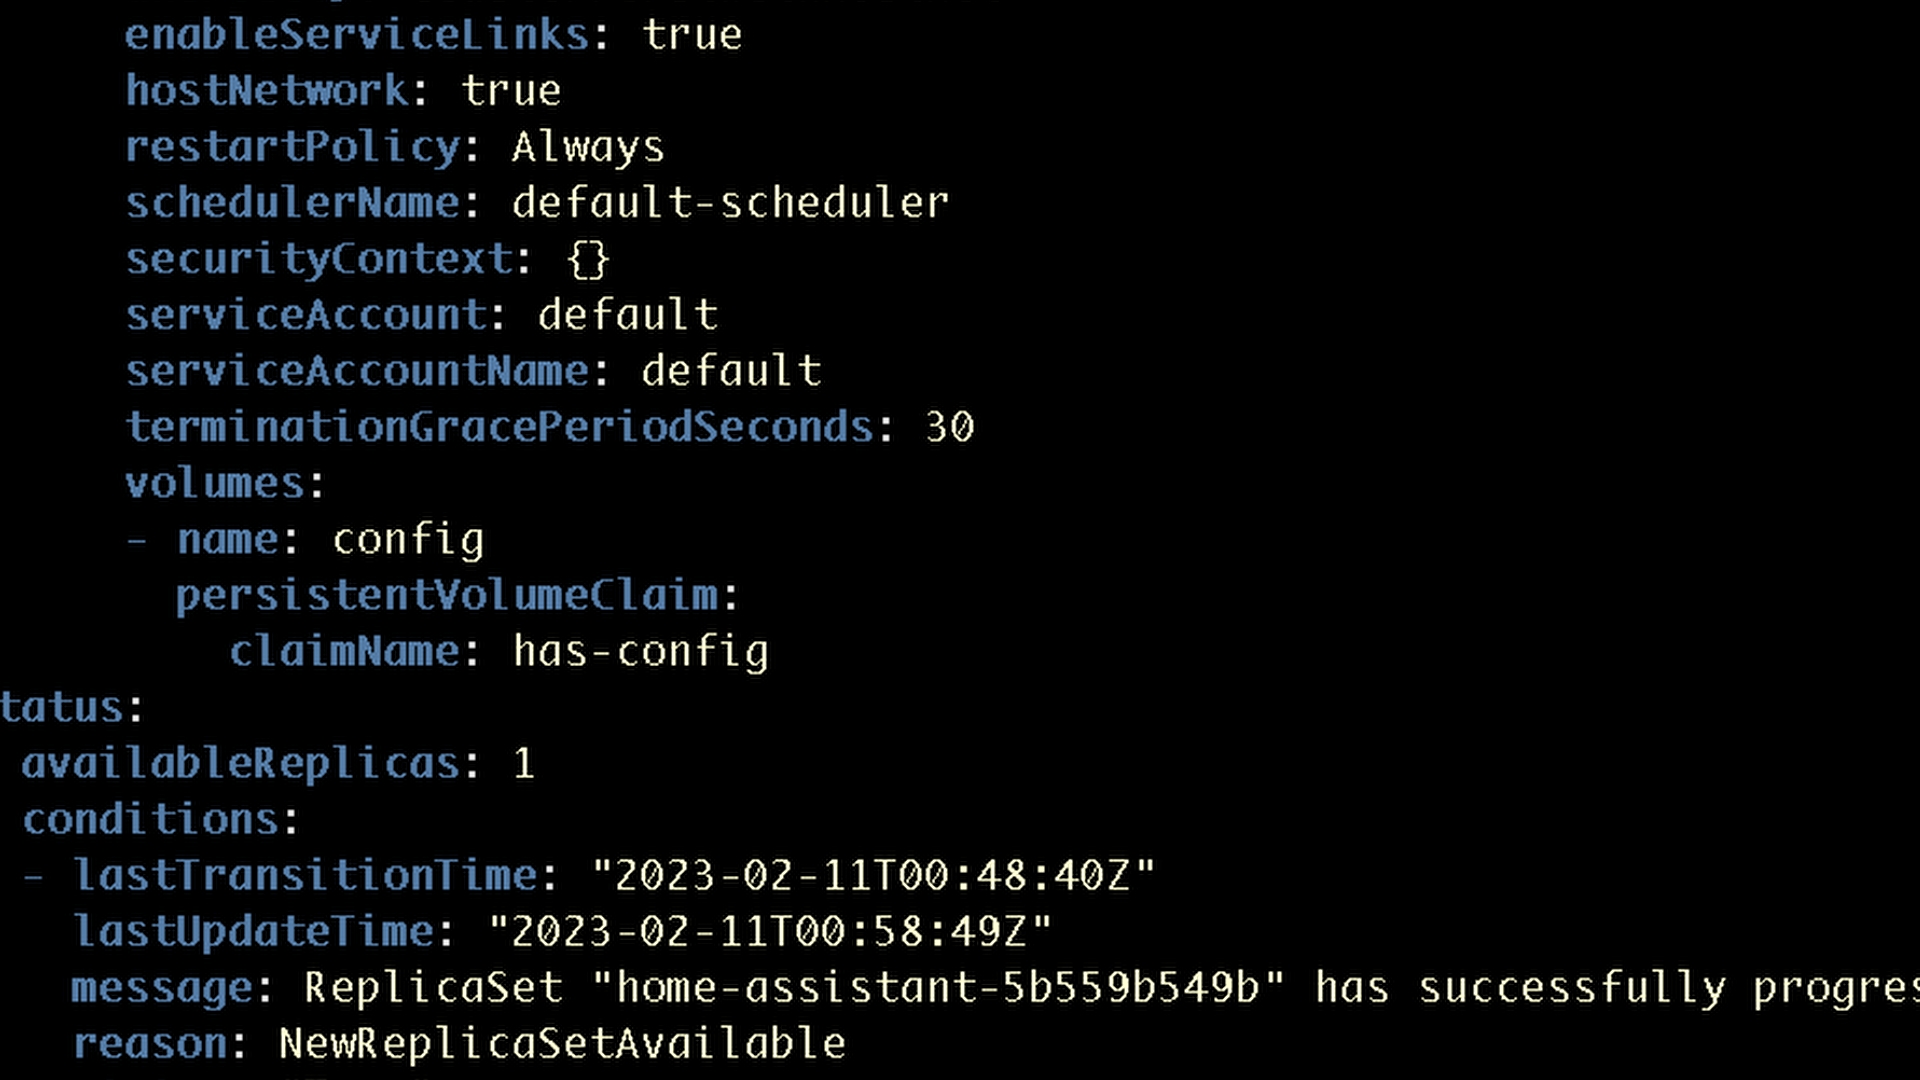 enableServiceLinks: true
hostNetwork: true
restartPolicy: Always
schedulerName: default-scheduler
securityContext: {}
serviceAccount: default
serviceAccountName: default
terminationGracePeriodSeconds: 30
volumes:
- name: config
persistentVolumeClaim:
claimName: has-config
tatus:
availableReplicas: 1
conditions:
- lastTransitionTime: "2023-02-11T00:48:40Z"
lastUpdateTime: "2023-02-11T00:58:49Z"
message: ReplicaSet "home-assistant-5b559b549b" has successfully progres
reason: NewReplicaSetAvailable